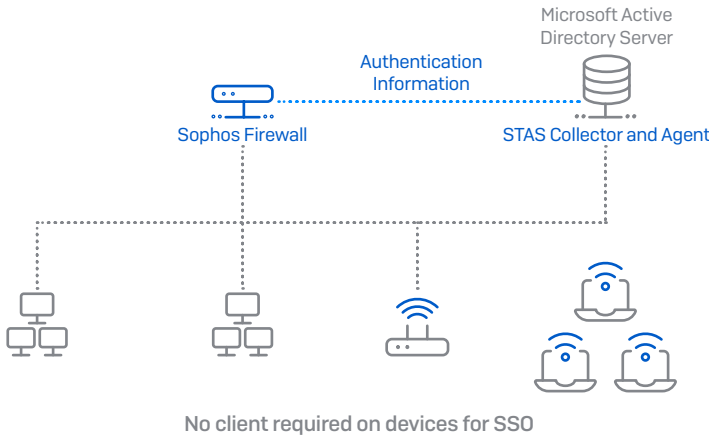 Microsoft Active
Directory Server
Authentication
Information
Sophos Firewall
STAS Collector and Agent
No client required on devices for SSO